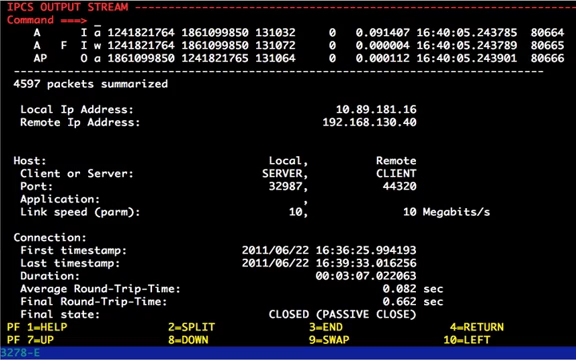 IPCS OUTPUT STREAM ----------------------------------------------------------
Command ===> _
A I a 1241821764 1861099850 131032 0 0.091407 16:40:05.243785 80664
A F I w 1241821764 1861099850 131072 0 0.000004 16:40:05.243789 80665
AP O a 1861099850 1241821765 131064 0 0.000112 16:40:05.243901 80666
--------------------------------------------------------------------------
4597 packets summarized
Local Ip Address: 10.89.181.16
Remote Ip Address: 192.168.130.40
Host: Local, Remote
Client or Server: SERVER, CLIENT
Port: 32987, 44320
Application: ,
Link speed (parm): 10, 10 Megabits/s
Connection:
First timestamp: 2011/06/22 16:36:25.994193
Last timestamp: 2011/06/22 16:39:33.016256
Duration: 00:03:07.022063
Average Round-Trip-Time: 0.082 sec
Final Round-Trip-Time: 0.662 sec
Final state: CLOSED (PASSIVE CLOSE)
PF 1=HELP 2=SPLIT 3=END 4=RETURN
PF 7=UP 8=DOWN 9=SWAP 10=LEFT
3278-E